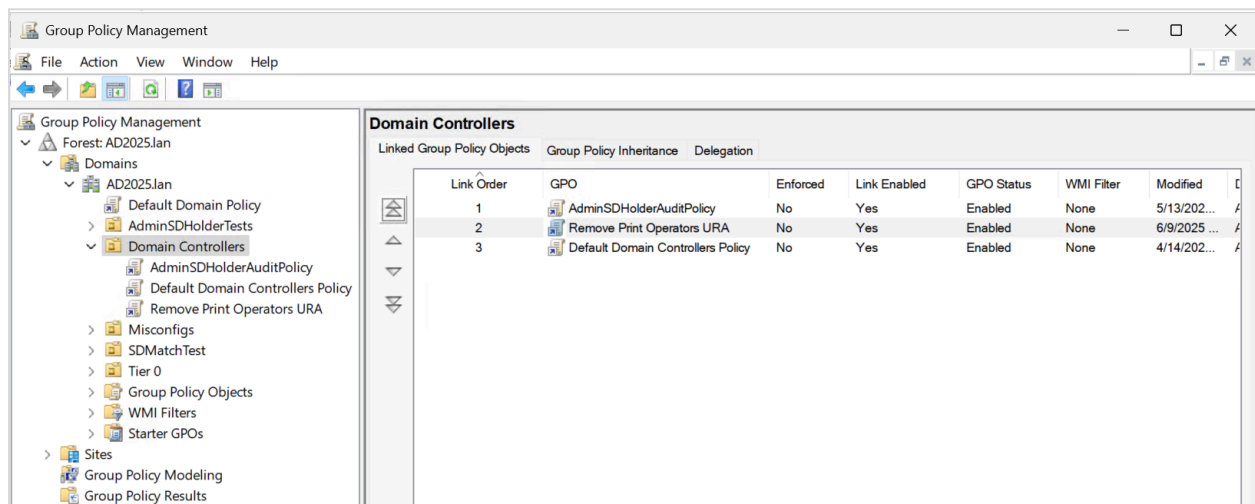 Group Policy Management
File Action View Window Help
Group Policy Management
Forest: AD2025.lan
Domains
AD2025.lan
Default Domain Policy
AdminSDHolderTests
Domain Controllers
AdminSDHolderAuditPolicy
Default Domain Controllers Policy
Remove Print Operators URA
Misconfigs
SDMatchTest
Tier 0
Group Policy Objects
WMI Filters
Starter GPOs
Sites
Group Policy Modeling
Group Policy Results
Domain Controllers
Linked Group Policy Objects Group Policy Inheritance Delegation
Link Order GPO Enforced Link Enabled GPO Status WMI Filter Modified
1 AdminSDHolderAuditPolicy No Yes Enabled None 5/13/202...
2 Remove Print Operators URA No Yes Enabled None 6/9/2025 ...
3 Default Domain Controllers Policy No Yes Enabled None 4/14/202...